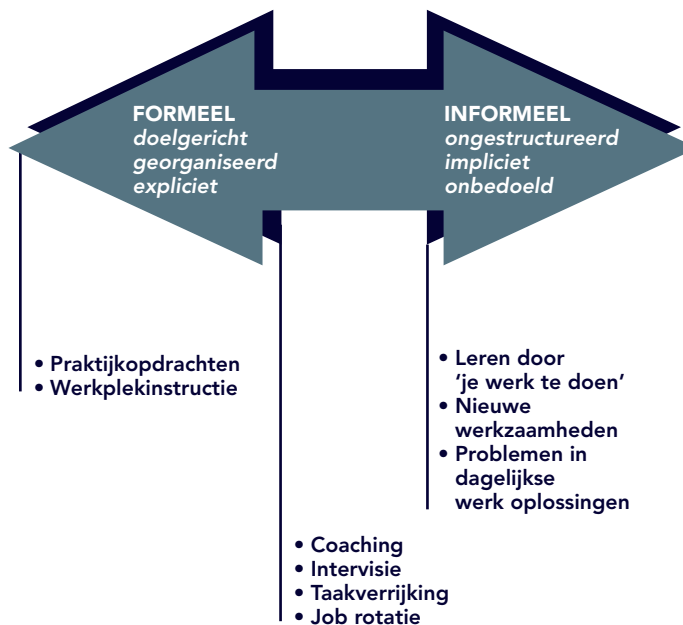 FORMEEL
doelgericht
georganiseerd
expliciet
INFORMEEL
ongestructureerd
impliciet
onbedoeld
• Praktijkopdrachten
• Werkplekinstructie
• Coaching
• Intervisie
• Taakverrijking
• Job rotatie
• Leren door
‘je werk te doen’
• Nieuwe
werkzaamheden
• Problemen in
dagelijkse
werk oplossingen